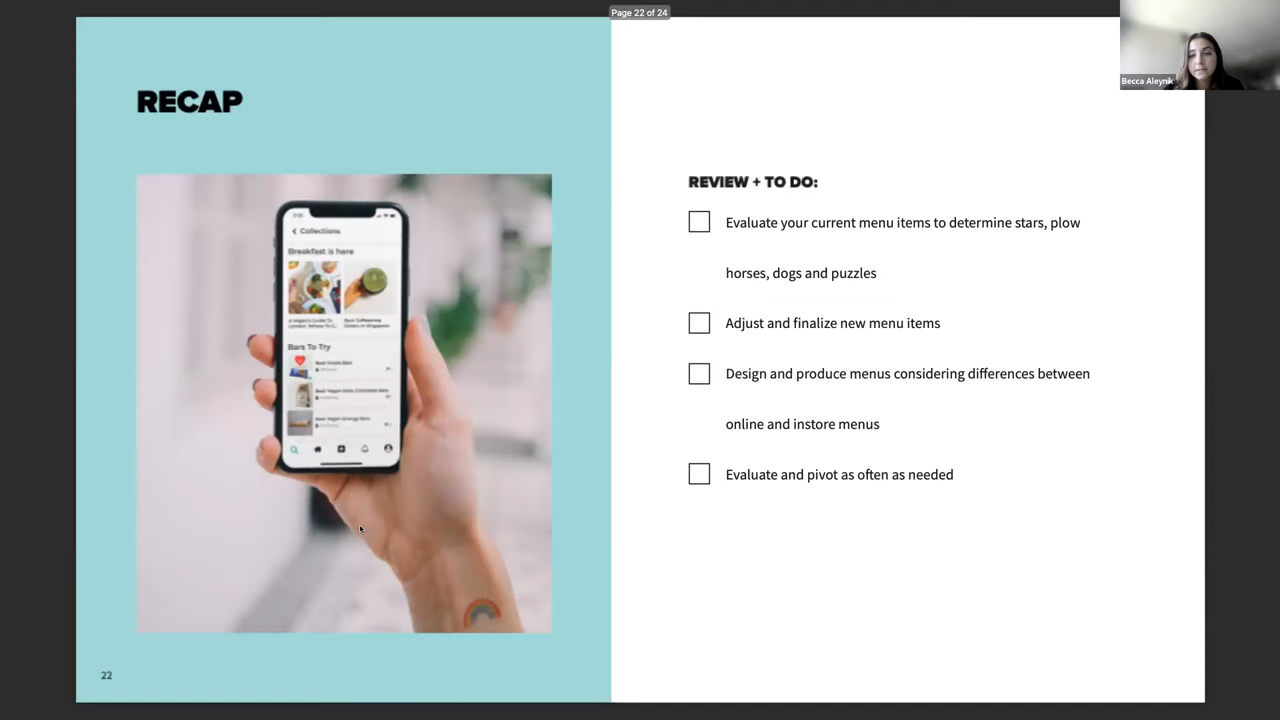 Page 22 of 24
Becca Aleynik
RECAP
Collections
Breakfast is here
Bars To Try
REVIEW + TO DO:
Evaluate your current menu items to determine stars, plow
horses, dogs and puzzles
Adjust and finalize new menu items
Design and produce menus considering differences between
online and instore menus
Evaluate and pivot as often as needed
22